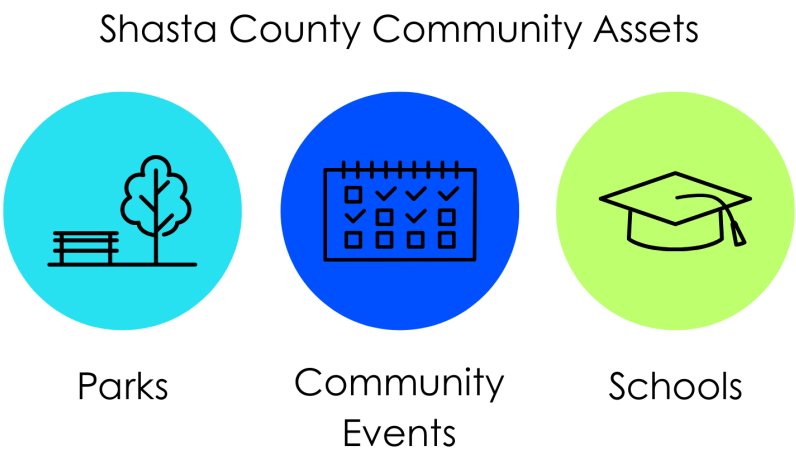 Shasta County Community Assets
Parks
Community
Events
Schools